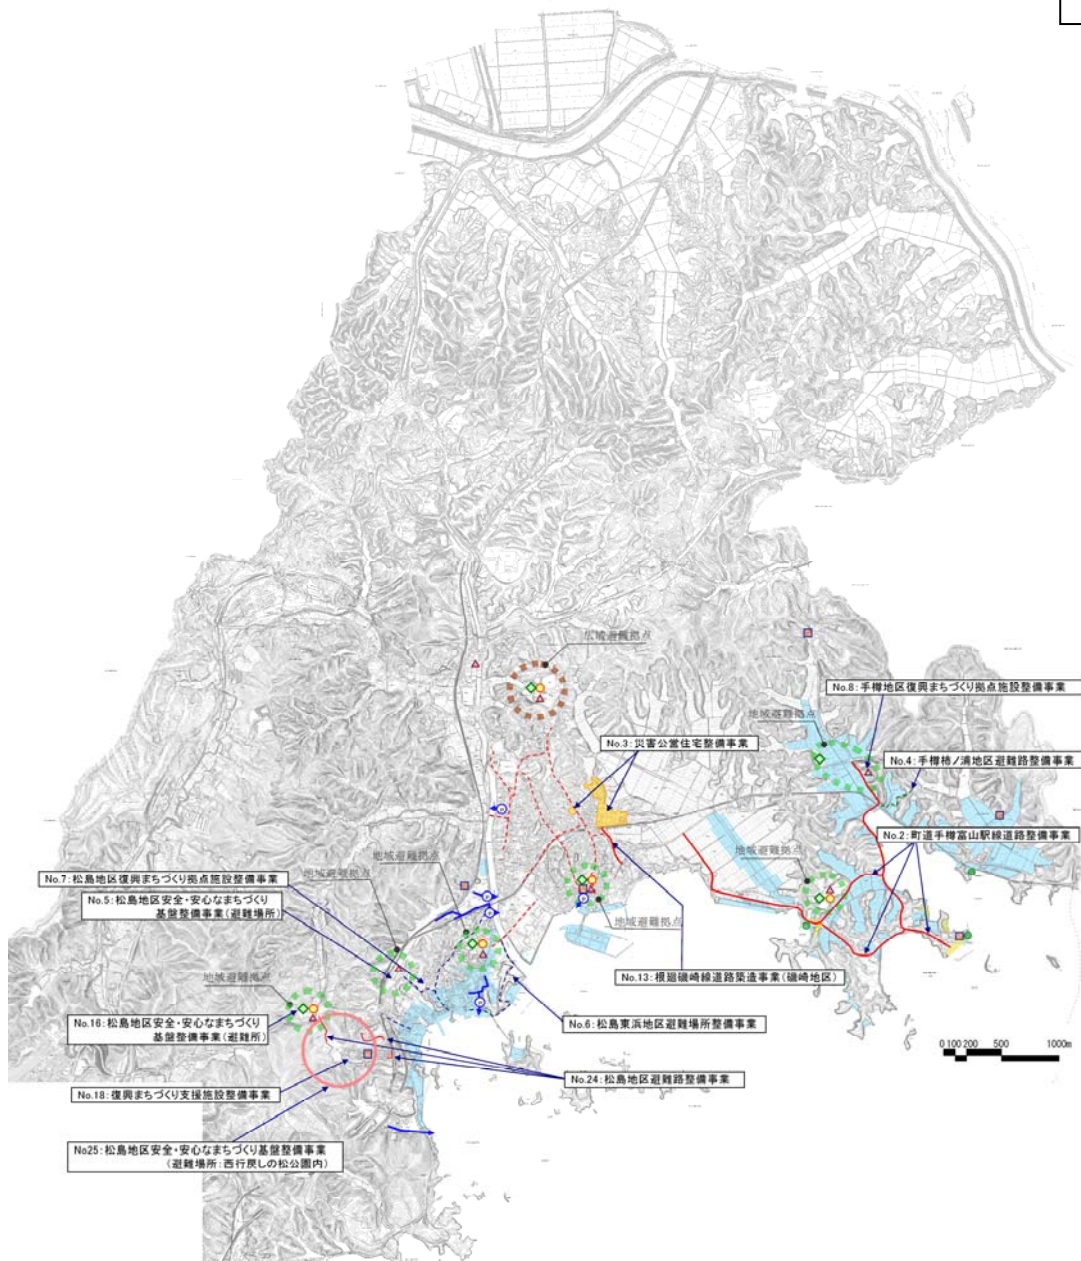 広域避難拠点
No.8：手樽地区復興まちづくり拠点施設整備事業
地域避難拠点
No.3：災害公営住宅整備事業
No.4：手樽柿ノ浦地区避難路整備事業
No.2：町道手樽富山駅線道路整備事業
地域避難拠点
地域避難拠点
No.7：松島地区復興まちづくり拠点施設整備事業
地域避難拠点
No.5：松島地区安全・安心なまちづくり
基盤整備事業（避難場所）
地域避難拠点
No.13：根廻磯崎線道路築造事業（磯崎地区）
地域避難拠点
No.16：松島地区安全・安心なまちづくり
基盤整備事業（避難所）
No.6：松島東浜地区避難場所整備事業
0 100 200 500 1000m
No.24：松島地区避難路整備事業
No.18：復興まちづくり支援施設整備事業
No25：松島地区安全・安心なまちづくり基盤整備事業
（避難場所：西行戻しの松公園内）